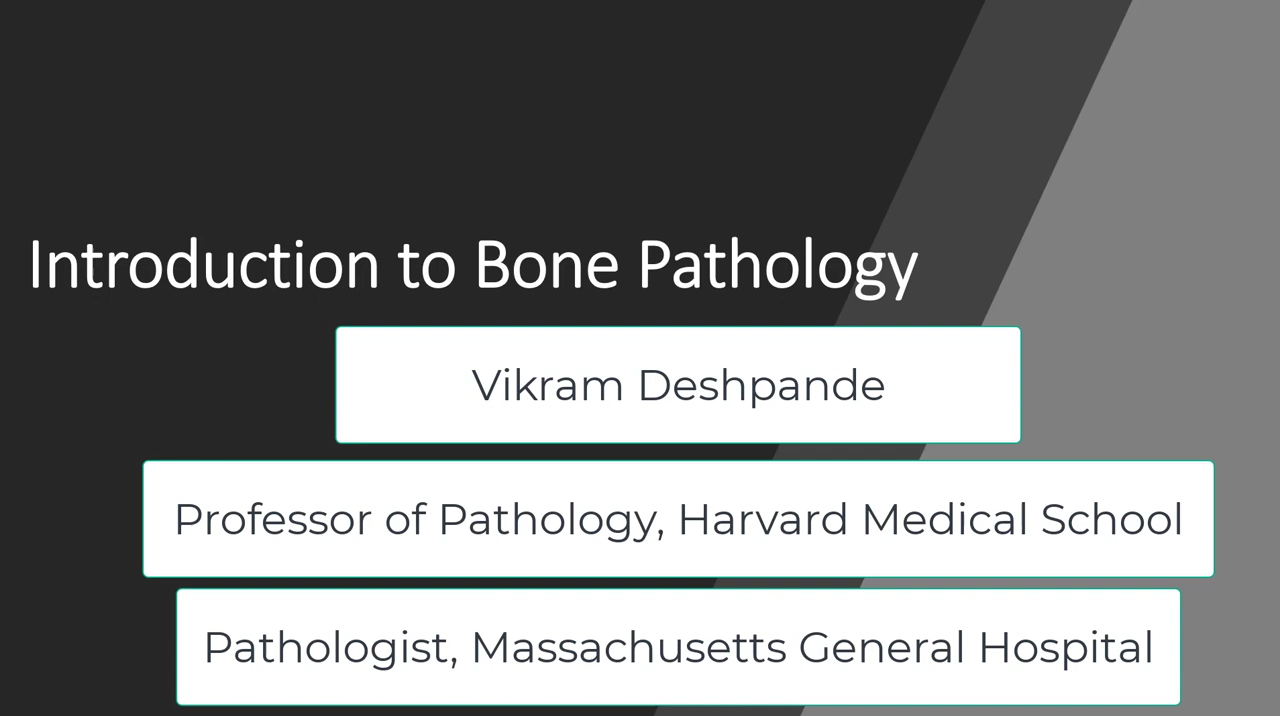 Introduction to Bone Pathology
Vikram Deshpande
Professor of Pathology, Harvard Medical School
Pathologist, Massachusetts General Hospital